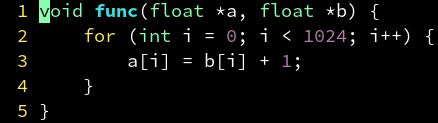 1 void func(float *a, float *b) {
2     for (int i = 0; i < 1024; i++) {
3         a[i] = b[i] + 1;
4     }
5 }